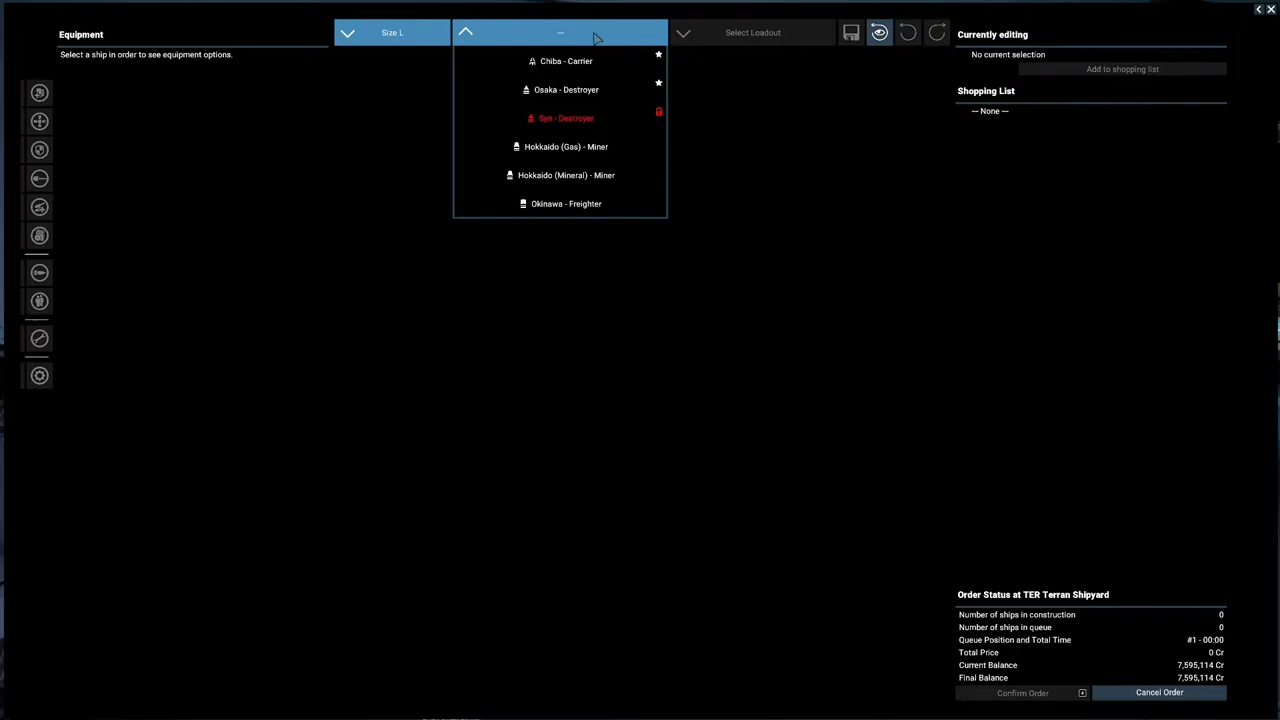 Equipment
Select a ship in order to see equipment options.
Size L
---
Select Loadout
Chiba - Carrier
Osaka - Destroyer
Syn - Destroyer
Hokkaido (Gas) - Miner
Hokkaido (Mineral) - Miner
Okinawa - Freighter
Currently editing
No current selection
Add to shopping list
Shopping List
--- None ---
Order Status at TER Terran Shipyard
Number of ships in construction 0
Number of ships in queue 0
Queue Position and Total Time #1 - 00:00
Total Price 0 Cr
Current Balance 7,595,114 Cr
Final Balance 7,595,114 Cr
Confirm Order
Cancel Order